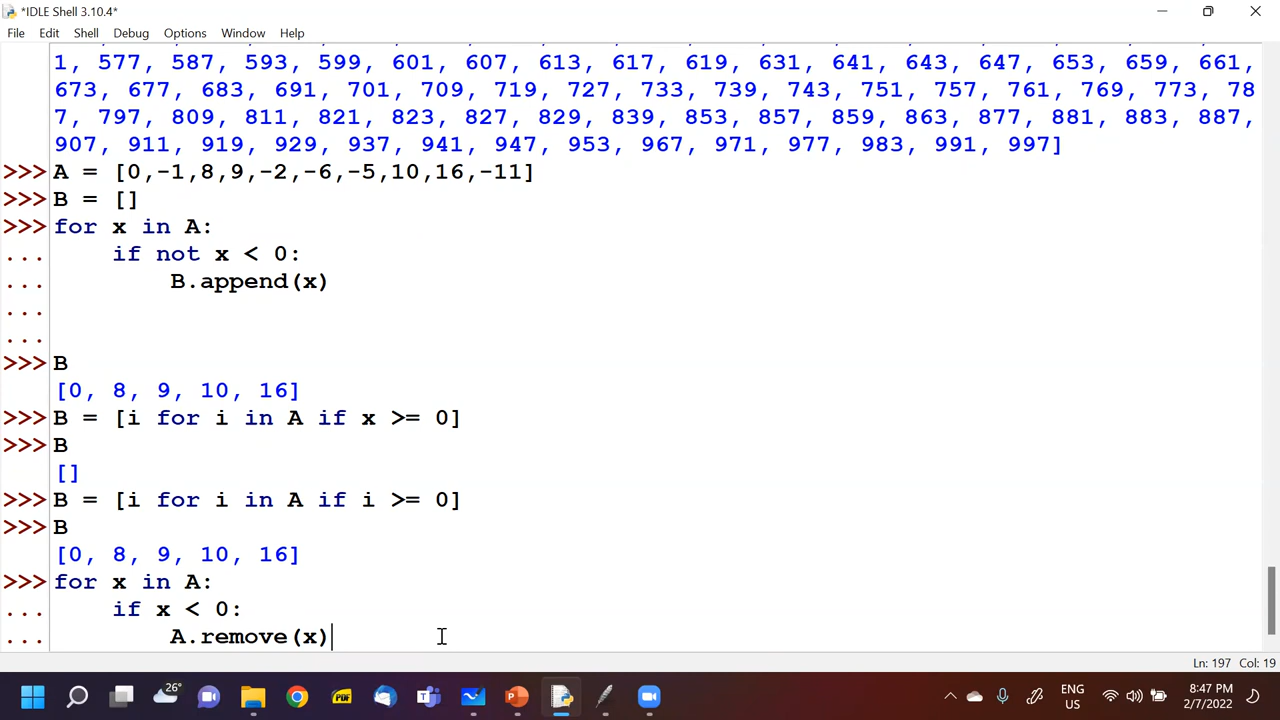 *IDLE Shell 3.10.4*
File Edit Shell Debug Options Window Help
1, 577, 587, 593, 599, 601, 607, 613, 617, 619, 631, 641, 643, 647, 653, 659, 661,
673, 677, 683, 691, 701, 709, 719, 727, 733, 739, 743, 751, 757, 761, 769, 773, 78
7, 797, 809, 811, 821, 823, 827, 829, 839, 853, 857, 859, 863, 877, 881, 883, 887,
907, 911, 919, 929, 937, 941, 947, 953, 967, 971, 977, 983, 991, 997]
>>> A = [0,-1,8,9,-2,-6,-5,10,16,-11]
>>> B = []
>>> for x in A:
...     if not x < 0:
...         B.append(x)
...
...
>>> B
[0, 8, 9, 10, 16]
>>> B = [i for i in A if x >= 0]
>>> B
[]
>>> B = [i for i in A if i >= 0]
>>> B
[0, 8, 9, 10, 16]
>>> for x in A:
...     if x < 0:
...         A.remove(x)
Ln: 197 Col: 19
26°
PDF
ENG
US
8:47 PM
2/7/2022